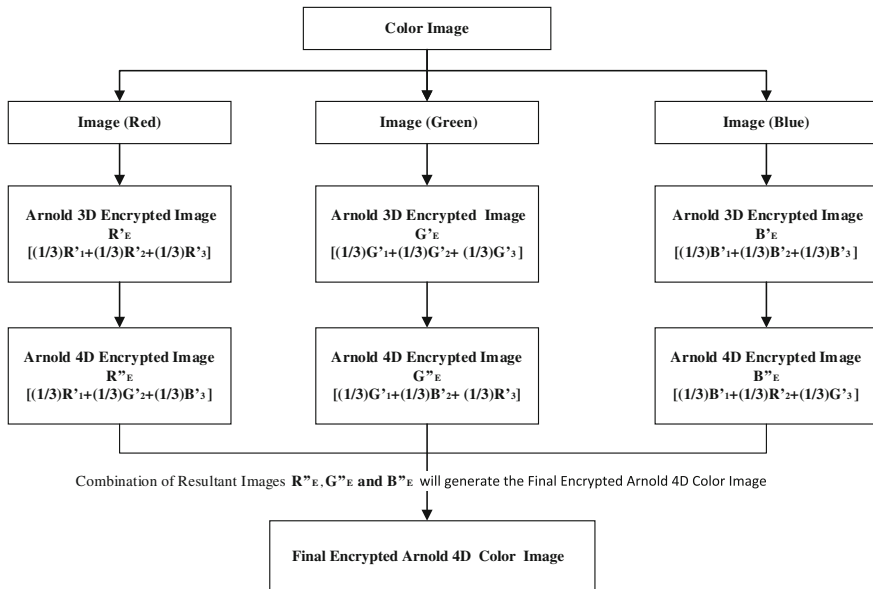 Color Image
Image (Red)
Image (Green)
Image (Blue)
Arnold 3D Encrypted Image
R’E
[(1/3)R’1+(1/3)R’2+(1/3)R’3]
Arnold 3D Encrypted Image
G’E
[(1/3)G’1+(1/3)G’2+ (1/3)G’3]
Arnold 3D Encrypted Image
B’E
[(1/3)B’1+(1/3)B’2+(1/3)B’3]
Arnold 4D Encrypted Image
R”E
[(1/3)R’1+(1/3)G’2+(1/3)B’3]
Arnold 4D Encrypted Image
G”E
[(1/3)G’1+(1/3)B’2+ (1/3)R’3]
Arnold 4D Encrypted Image
B”E
[(1/3)B’1+(1/3)R’2+(1/3)G’3]
Combination of Resultant Images R”E, G”E and B”E will generate the Final Encrypted Arnold 4D Color Image
Final Encrypted Arnold 4D Color Image